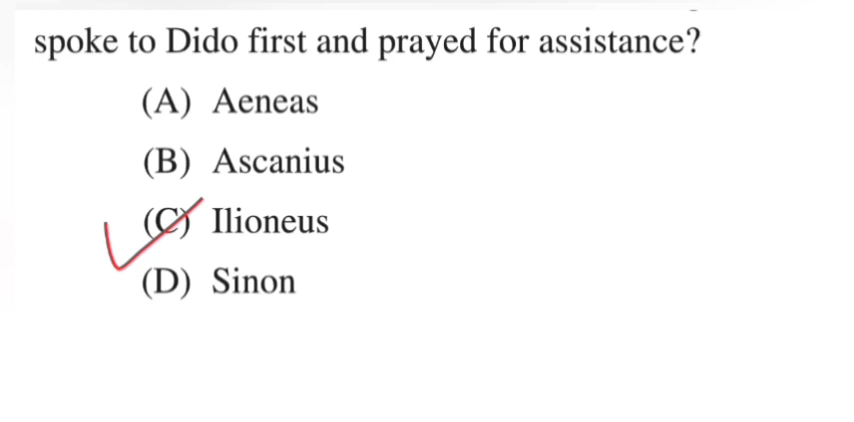 spoke to Dido first and prayed for assistance?
(A) Aeneas
(B) Ascanius
(C) Ilioneus
(D) Sinon